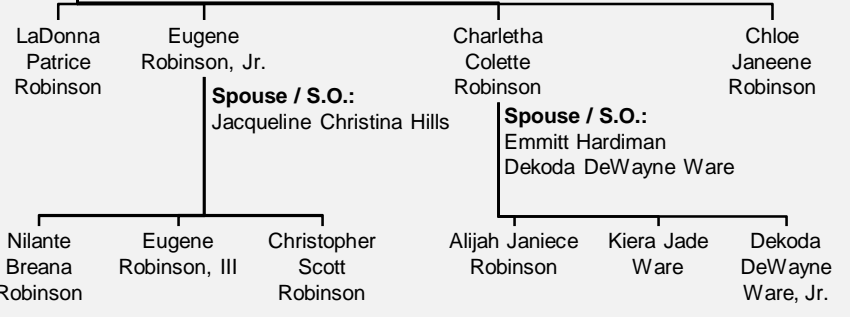 LaDonna
Patrice
Robinson
Eugene
Robinson, Jr.
Charletha
Colette
Robinson
Chloe
Janeene
Robinson
Spouse / S.O.:
Jacqueline Christina Hills
Spouse / S.O.:
Emmitt Hardiman
Dekoda DeWayne Ware
Nilante
Breana
Robinson
Eugene
Robinson, III
Christopher
Scott
Robinson
Alijah Janiece
Robinson
Kiera Jade
Ware
Dekoda
DeWayne
Ware, Jr.